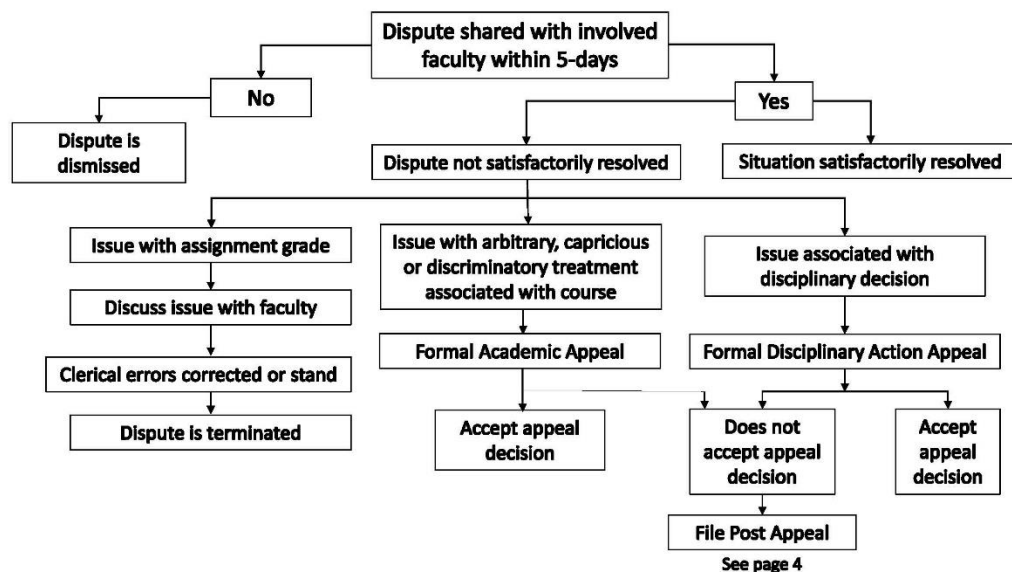 Dispute shared with involved
faculty within 5-days
No
Yes
Dispute is
dismissed
Dispute not satisfactorily resolved
Situation satisfactorily resolved
Issue with assignment grade
Issue with arbitrary, capricious
or discriminatory treatment
associated with course
Issue associated with
disciplinary decision
Discuss issue with faculty
Formal Academic Appeal
Formal Disciplinary Action Appeal
Clerical errors corrected or stand
Dispute is terminated
Accept appeal
decision
Does not
accept appeal
decision
Accept
appeal
decision
File Post Appeal
See page 4